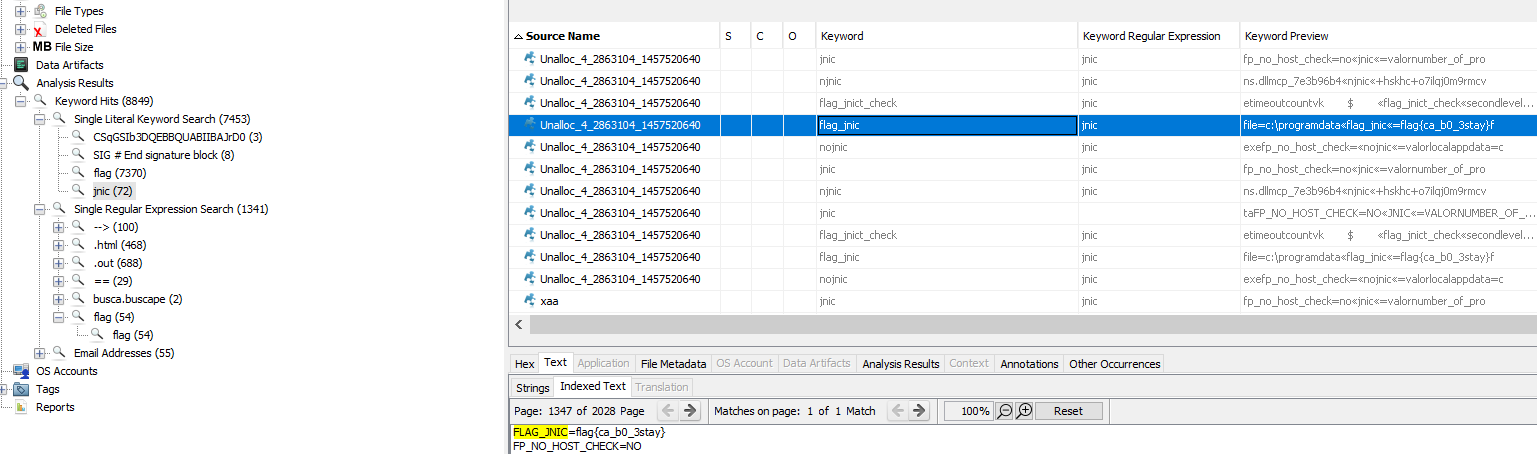 File Types
Deleted Files
MB File Size
Data Artifacts
Analysis Results
Keyword Hits (8849)
Single Literal Keyword Search (7453)
CSqGSIb3DQEBBQUABIIBAJrD0 (3)
SIG # End signature block (8)
flag (7370)
jnic (72)
Single Regular Expression Search (1341)
--> (100)
.html (468)
.out (688)
== (29)
busca.buscape (2)
flag (54)
flag (54)
Email Addresses (55)
OS Accounts
Tags
Reports
Source Name S C O Keyword Keyword Regular Expression Keyword Preview
Unalloc_4_2863104_1457520640 jnic jnic fp_no_host_check=no«jnic«=valornumber_of_pro
Unalloc_4_2863104_1457520640 njnic jnic ns.dllmcp_7e3b96b4«njnic«+hskhc+o7ilqj0m9rmcv
Unalloc_4_2863104_1457520640 flag_jnict_check jnic etimeoutcountvk $ «flag_jnict_check«secondlevel...
Unalloc_4_2863104_1457520640 flag_jnic jnic file=c:\programdata«flag_jnic«=flag{ca_b0_3stay}f
Unalloc_4_2863104_1457520640 nojnic jnic exefp_no_host_check=«nojnic«=valorlocalappdata=c
Unalloc_4_2863104_1457520640 jnic jnic fp_no_host_check=no«jnic«=valornumber_of_pro
Unalloc_4_2863104_1457520640 njnic jnic ns.dllmcp_7e3b96b4«njnic«+hskhc+o7ilqj0m9rmcv
Unalloc_4_2863104_1457520640 jnic taFP_NO_HOST_CHECK=NO«JNIC«=VALORNUMBER_OF_...
Unalloc_4_2863104_1457520640 flag_jnict_check jnic etimeoutcountvk $ «flag_jnict_check«secondlevel...
Unalloc_4_2863104_1457520640 flag_jnic jnic file=c:\programdata«flag_jnic«=flag{ca_b0_3stay}f
Unalloc_4_2863104_1457520640 nojnic jnic exefp_no_host_check=«nojnic«=valorlocalappdata=c
xaa jnic jnic fp_no_host_check=no«jnic«=valornumber_of_pro
Hex Text Application File Metadata OS Account Data Artifacts Analysis Results Context Annotations Other Occurrences
Strings Indexed Text Translation
Page: 1347 of 2028 Page Matches on page: 1 of 1 Match 100% Reset
FLAG_JNIC=flag{ca_b0_3stay}
FP_NO_HOST_CHECK=NO